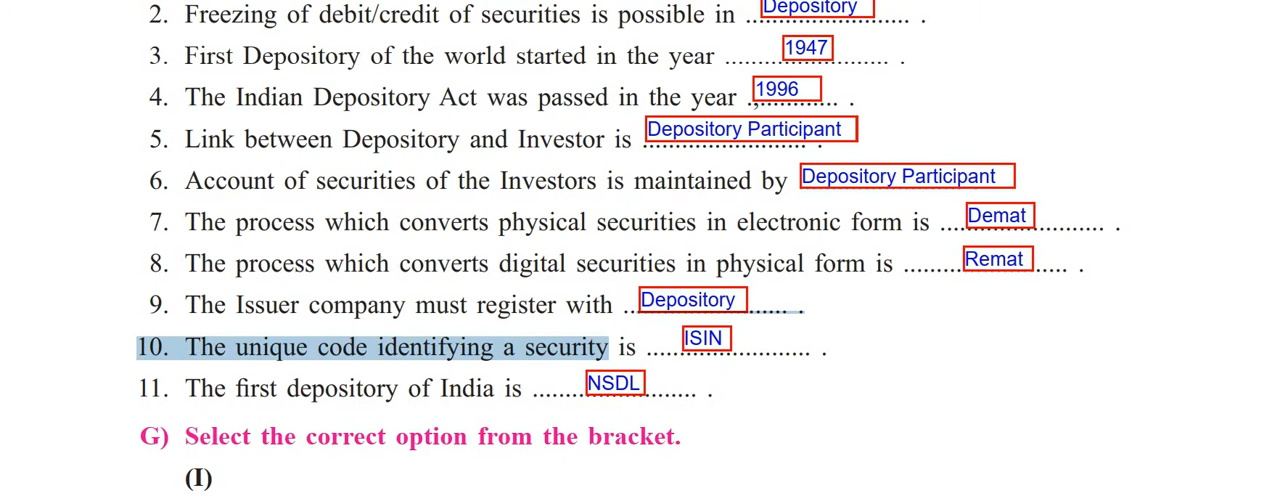 2. Freezing of debit/credit of securities is possible in ..Depository..... .
3. First Depository of the world started in the year ........1947........ .
4. The Indian Depository Act was passed in the year .1996.. .
5. Link between Depository and Investor is Depository Participant .
6. Account of securities of the Investors is maintained by Depository Participant
7. The process which converts physical securities in electronic form is ....Demat........... .
8. The process which converts digital securities in physical form is .........Remat..... .
9. The Issuer company must register with ..Depository...... .
10. The unique code identifying a security is .....ISIN............ .
11. The first depository of India is ........NSDL........ .
G) Select the correct option from the bracket.
(I)